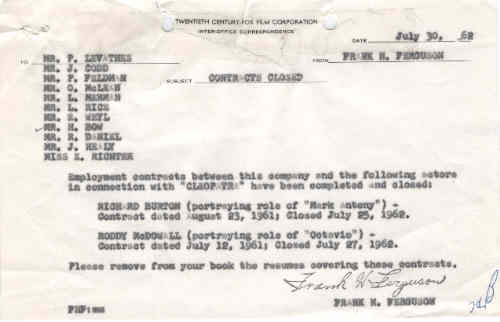 TWENTIETH CENTURY-FOX FILM CORPORATION
INTER-OFFICE CORRESPONDENCE
DATE July 30, 62
TO MR. P. LEVATHES FROM FRANK H. FERGUSON
MR. J. CODD
MR. P. FELDMAN SUBJECT CONTRACTS CLOSED
MR. O. McLEAN
MR. L.
MR. L. RICE
MR. E. WEYL
MR. H. BOW
MR. R. DANIEL
MR. J. HEALY
MISS E. RICHTER
Employment contracts between this company and the following actors
in connection with "CLEOPATRA" have been completed and closed:
RICHARD BURTON (portraying role of "Mark Antony") -
Contract dated August 23, 1961; Closed July 25, 1962.
RODDY McDOWALL (portraying role of "Octavio") -
Contract dated July 12, 1961; Closed July 27, 1962.
Please remove from your book the resumes covering these contracts.
Frank H Ferguson
FRANK H. FERGUSON